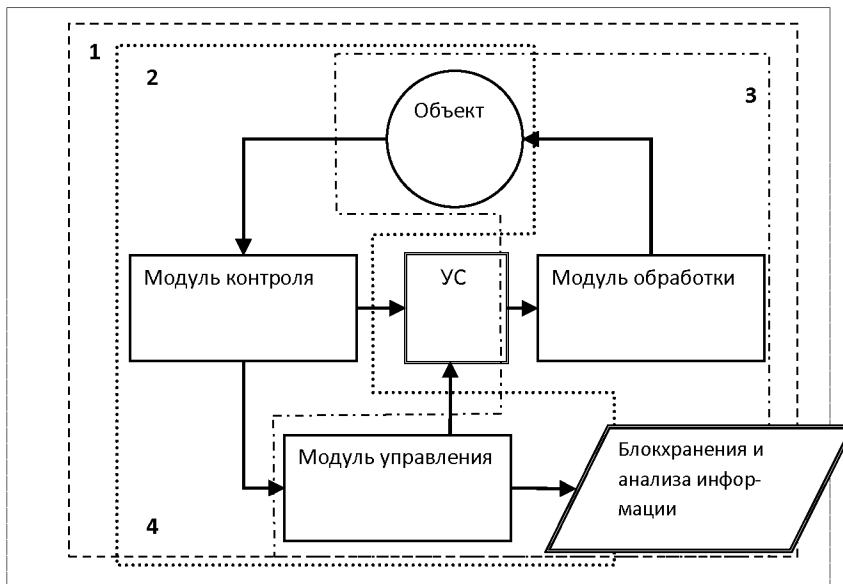 1
2
3
Объект
Модуль контроля
УС
Модуль обработки
Модуль управления
Блокхранения и
анализа инфор-
мации
4